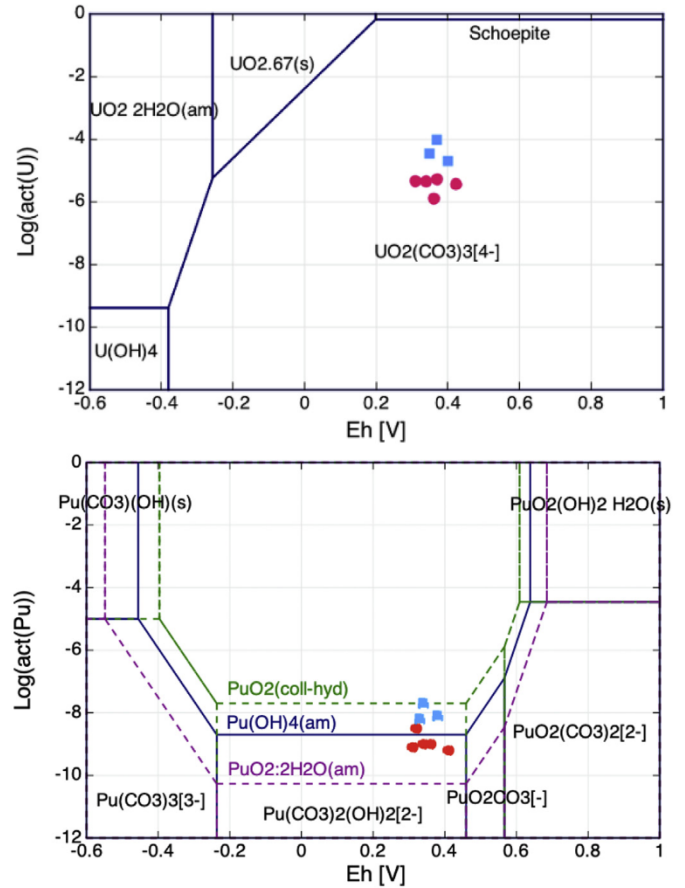 0
Schoepite
UO2.67(s)
-2
UO2 2H2O(am)
-4
Log(act(U))
-6
UO2(CO3)3[4-]
-8
-10
U(OH)4
-12
-0.6 -0.4 -0.2 0 0.2 0.4 0.6 0.8 1
Eh [V]
0
Pu(CO3)(OH)(s) PuO2(OH)2 H2O(s)
-2
-4
Log(act(Pu))
-6
PuO2(coll-hyd)
-8
Pu(OH)4(am)
PuO2(CO3)2[2-]
PuO2:2H2O(am)
-10
Pu(CO3)3[3-] Pu(CO3)2(OH)2[2-] PuO2CO3[-]
-12
-0.6 -0.4 -0.2 0 0.2 0.4 0.6 0.8 1
Eh [V]